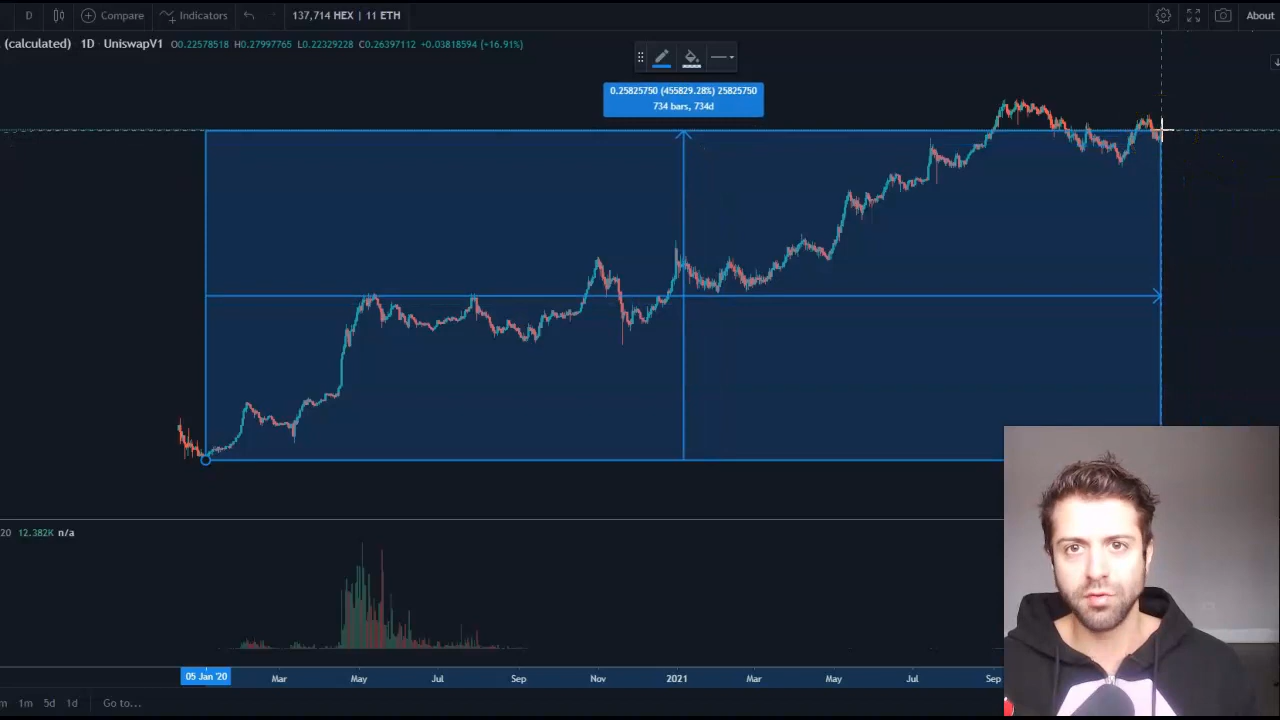 D Compare Indicators 137,714 HEX | 11 ETH About
(calculated) 1D UniswapV1 O0.22578518 H0.27997765 L0.22329228 C0.26397112 +0.03818594 (+16.91%)
0.25825750 (455829.28%) 25825750
734 bars, 734d
20 12.382K n/a
05 Jan '20 Mar May Jul Sep Nov 2021 Mar May Jul Sep
m 1m 5d 1d Go to...